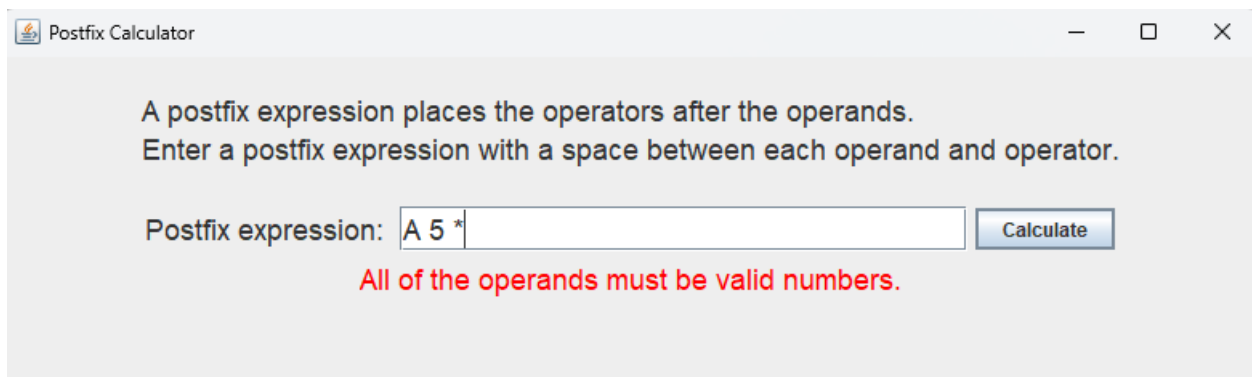 Postfix Calculator
A postfix expression places the operators after the operands.
Enter a postfix expression with a space between each operand and operator.
Postfix expression: A 5 * Calculate
All of the operands must be valid numbers.